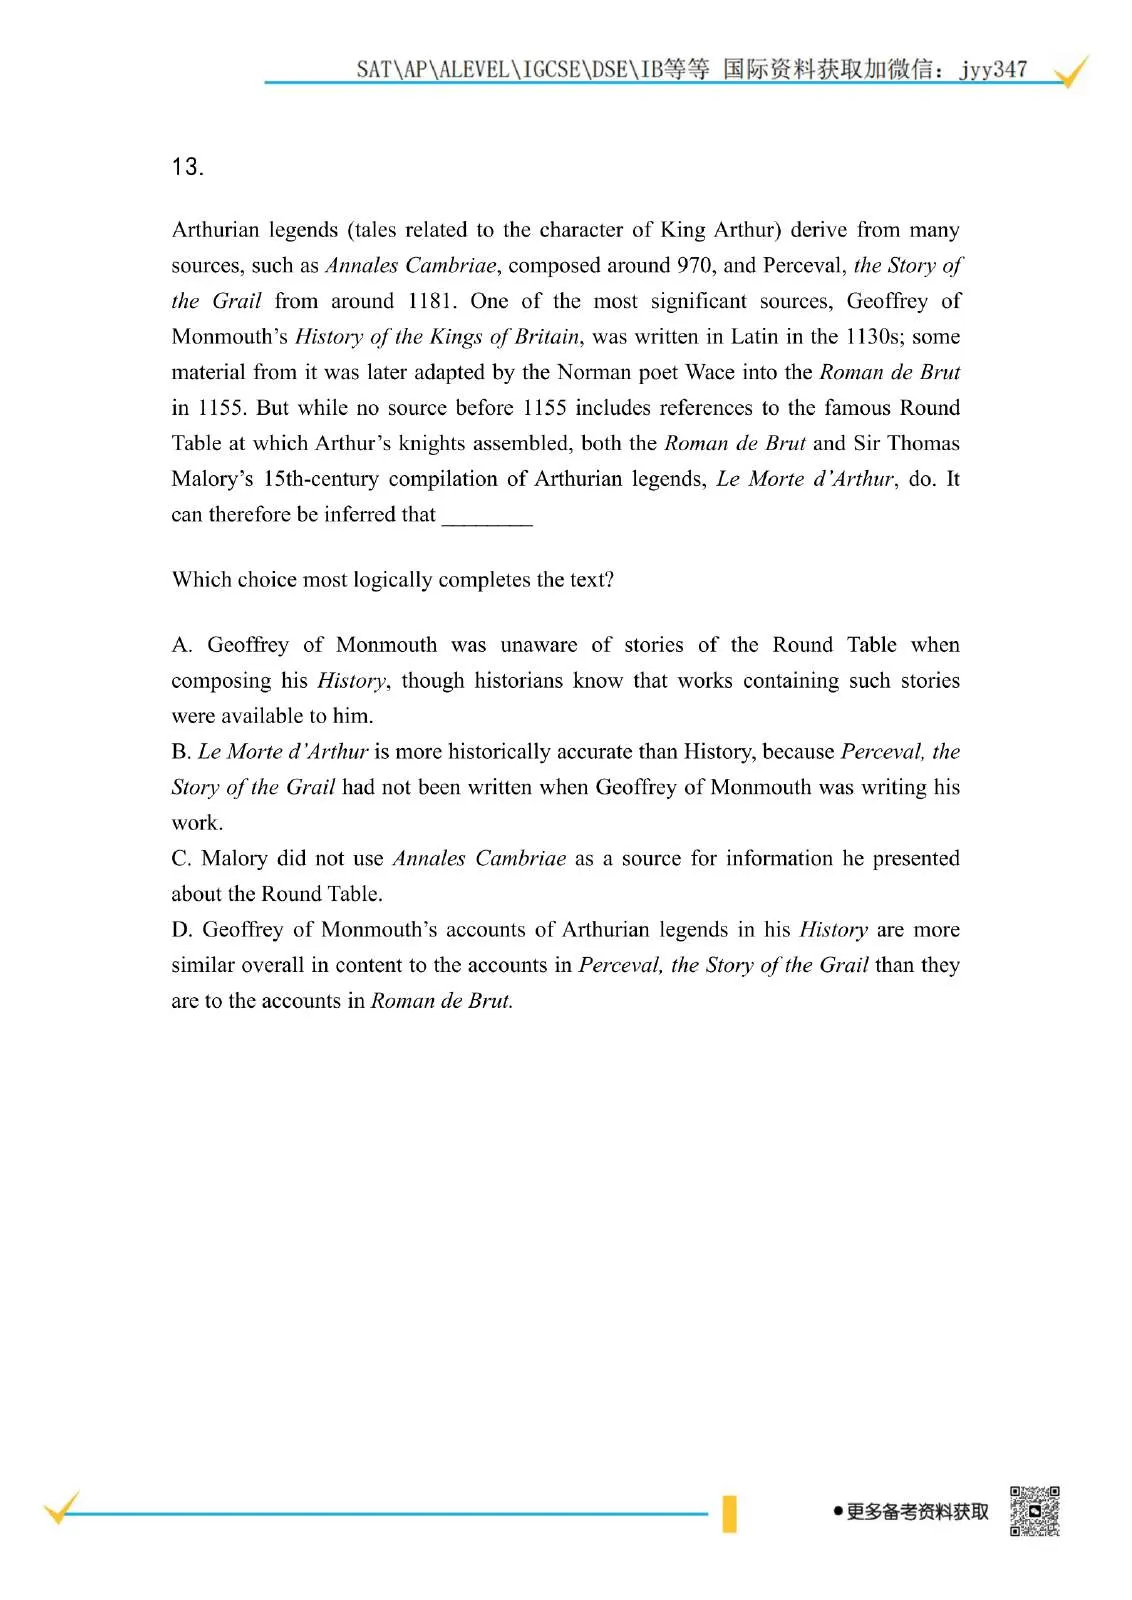 SAT\AP\ALEVEL\IGCSE\DSE\IB等等 国际资料获取加微信：jyy347
13.
Arthurian legends (tales related to the character of King Arthur) derive from many
sources, such as Annales Cambriae, composed around 970, and Perceval, the Story of
the Grail from around 1181. One of the most significant sources, Geoffrey of
Monmouth’s History of the Kings of Britain, was written in Latin in the 1130s; some
material from it was later adapted by the Norman poet Wace into the Roman de Brut
in 1155. But while no source before 1155 includes references to the famous Round
Table at which Arthur’s knights assembled, both the Roman de Brut and Sir Thomas
Malory’s 15th-century compilation of Arthurian legends, Le Morte d’Arthur, do. It
can therefore be inferred that ________
Which choice most logically completes the text?
A. Geoffrey of Monmouth was unaware of stories of the Round Table when
composing his History, though historians know that works containing such stories
were available to him.
B. Le Morte d’Arthur is more historically accurate than History, because Perceval, the
Story of the Grail had not been written when Geoffrey of Monmouth was writing his
work.
C. Malory did not use Annales Cambriae as a source for information he presented
about the Round Table.
D. Geoffrey of Monmouth’s accounts of Arthurian legends in his History are more
similar overall in content to the accounts in Perceval, the Story of the Grail than they
are to the accounts in Roman de Brut.
●更多备考资料获取